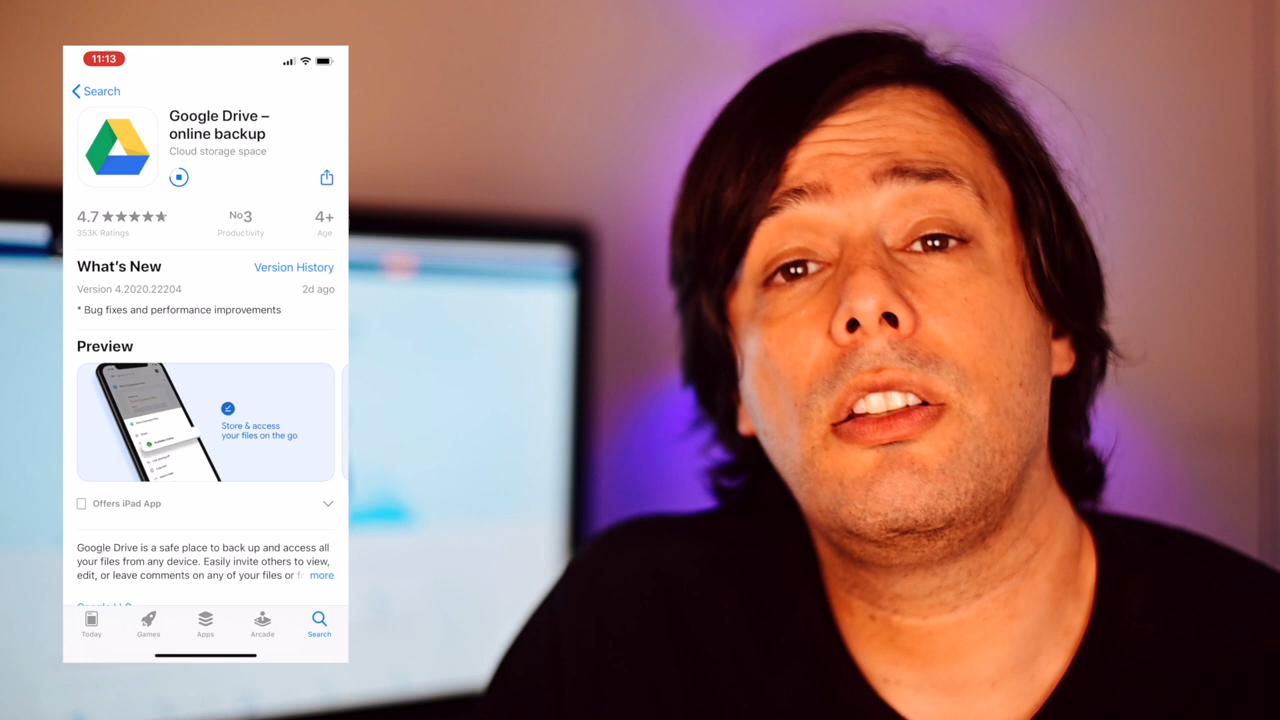 11:13
Search
Google Drive –
online backup
Cloud storage space
4.7 No3 4+
353K Ratings Productivity Age
What's New Version History
Version 4.2020.22204 2d ago
* Bug fixes and performance improvements
Preview
Store & access
your files on the go
Offers iPad App
Google Drive is a safe place to back up and access all
your files from any device. Easily invite others to view,
edit, or leave comments on any of your files or more
Today Games Apps Arcade Search